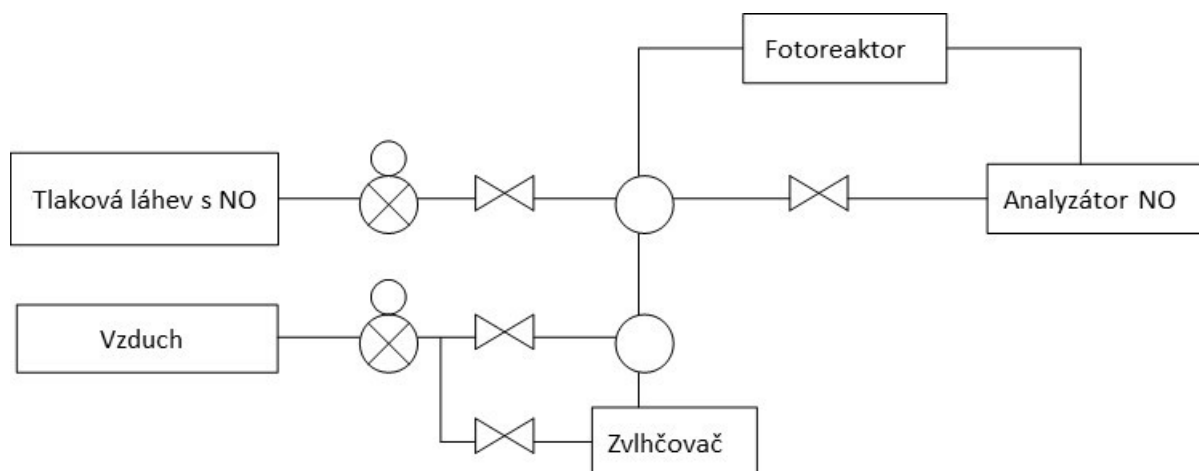 Fotoreaktor
Tlaková láhev s NO
Analyzátor NO
Vzduch
Zvlhčovač